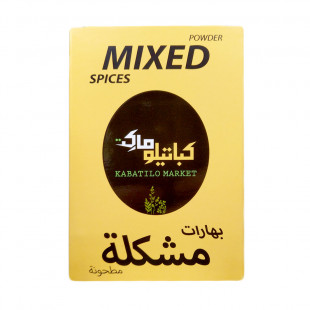 POWDER
MIXED
SPICES
كباتيلو ماركت
KABATILO MARKET
بهارات
مشكلة
مطحونة